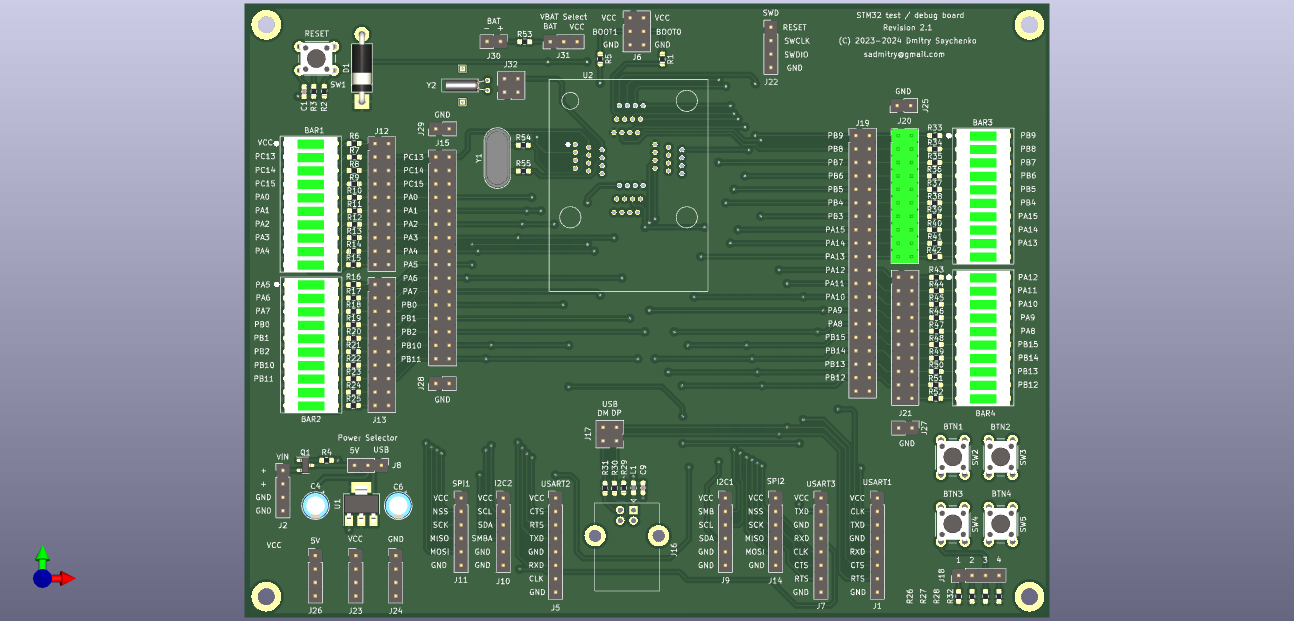 STM32 test / debug board
Revision 2.1
(C) 2023-2024 Dmitry Saychenko
sadmitry@gmail.com
RESET
SW1
D1
C1
R3
R2
BAT
- +
J30
R53
VBAT Select
BAT VCC
J31
VCC VCC
BOOT1 BOOT0
GND GND
J6
R5
R1
SWD
RESET
SWCLK
SWDIO
GND
J22
Y2
J32
U2
GND
J29
J15
Y1
R54
R55
GND
J25
J19
J20
BAR1
J12
VCC
PC13
PC14
PC15
PA0
PA1
PA2
PA3
PA4
R6
R7
R8
R9
R10
R11
R12
R13
R14
R15
PA5
PA6
PA7
PB0
PB1
PB2
PB10
PB11
R16
R17
R18
R19
R20
R21
R22
R23
R24
R25
BAR2
J13
PC13
PC14
PC15
PA0
PA1
PA2
PA3
PA4
PA5
PA6
PA7
PB0
PB1
PB2
PB10
PB11
J28
GND
PB9
PB8
PB7
PB6
PB5
PB4
PB3
PA15
PA14
PA13
PA12
PA11
PA10
PA9
PA8
PB15
PB14
PB13
PB12
R33
R34
R35
R36
R37
R38
R39
R40
R41
R42
BAR3
PB9
PB8
PB7
PB6
PB5
PB4
PA15
PA14
PA13
R43
R44
R45
R46
R47
R48
R49
R50
R51
R52
PA12
PA11
PA10
PA9
PA8
PB15
PB14
PB13
PB12
J21
BAR4
J27
GND
USB
DM DP
J17
R31
R30
R29
L1
C9
J16
Power Selector
5V USB
J8
VIN
Q1
R4
+
+
GND
GND
J2
C4
U1
C6
VCC
5V
VCC
GND
J26
J23
J24
SPI1
VCC
NSS
SCK
MISO
MOSI
GND
J11
I2C2
VCC
SCL
SDA
SMBA
GND
GND
J10
USART2
VCC
CTS
RTS
TXD
GND
RXD
CLK
GND
J5
I2C1
VCC
SMB
SCL
SDA
GND
GND
J9
SPI2
VCC
NSS
SCK
MISO
MOSI
GND
J14
USART3
VCC
TXD
GND
RXD
CLK
CTS
RTS
GND
J7
USART1
VCC
CLK
TXD
GND
RXD
CTS
RTS
GND
J1
BTN1
BTN2
SW2
SW3
BTN3
BTN4
SW4
SW5
1 2 3 4
J18
R26
R27
R28
R32